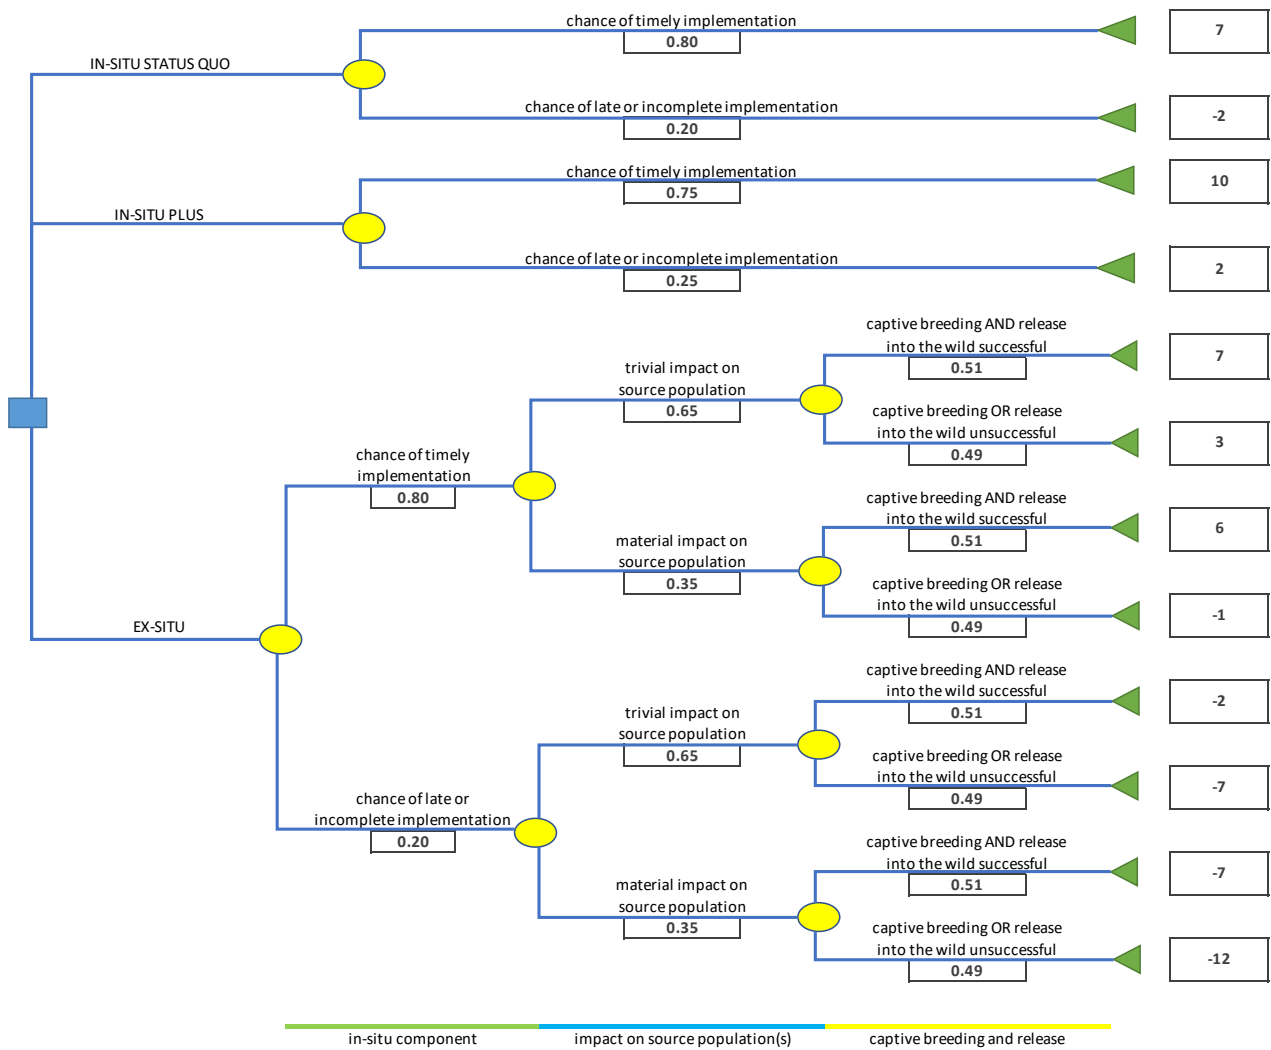 chance of timely implementation
0.80
7
IN-SITU STATUS QUO
chance of late or incomplete implementation
0.20
-2
chance of timely implementation
0.75
10
IN-SITU PLUS
chance of late or incomplete implementation
0.25
2
captive breeding AND release
into the wild successful
0.51
7
trivial impact on
source population
0.65
captive breeding OR release
into the wild unsuccessful
0.49
3
chance of timely
implementation
0.80
captive breeding AND release
into the wild successful
0.51
6
material impact on
source population
0.35
captive breeding OR release
into the wild unsuccessful
0.49
-1
EX-SITU
captive breeding AND release
into the wild successful
0.51
-2
trivial impact on
source population
0.65
captive breeding OR release
into the wild unsuccessful
0.49
-7
chance of late or
incomplete implementation
0.20
captive breeding AND release
into the wild successful
0.51
-7
material impact on
source population
0.35
captive breeding OR release
into the wild unsuccessful
0.49
-12
in-situ component
impact on source population(s)
captive breeding and release